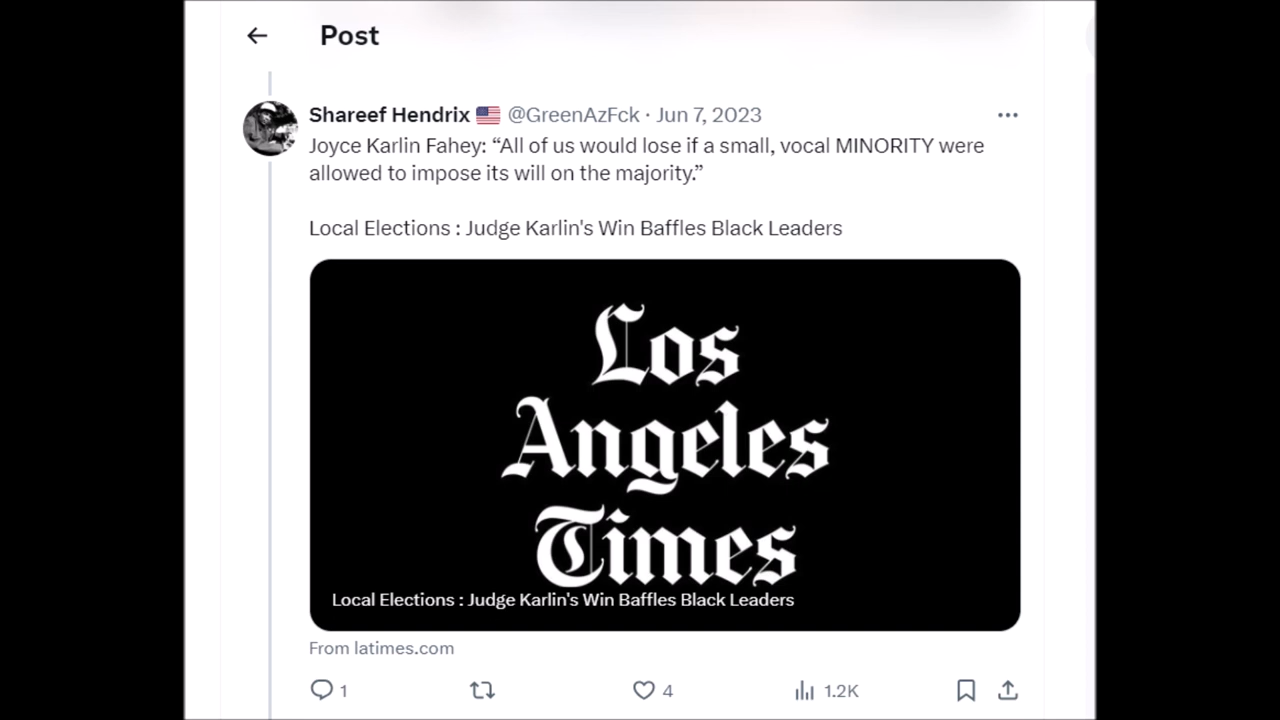 Post
Shareef Hendrix 🇺🇸 @GreenAzFck · Jun 7, 2023
Joyce Karlin Fahey: “All of us would lose if a small, vocal MINORITY were
allowed to impose its will on the majority.”
Local Elections : Judge Karlin's Win Baffles Black Leaders
Los
Angeles
Times
Local Elections : Judge Karlin's Win Baffles Black Leaders
From latimes.com
1 4 1.2K